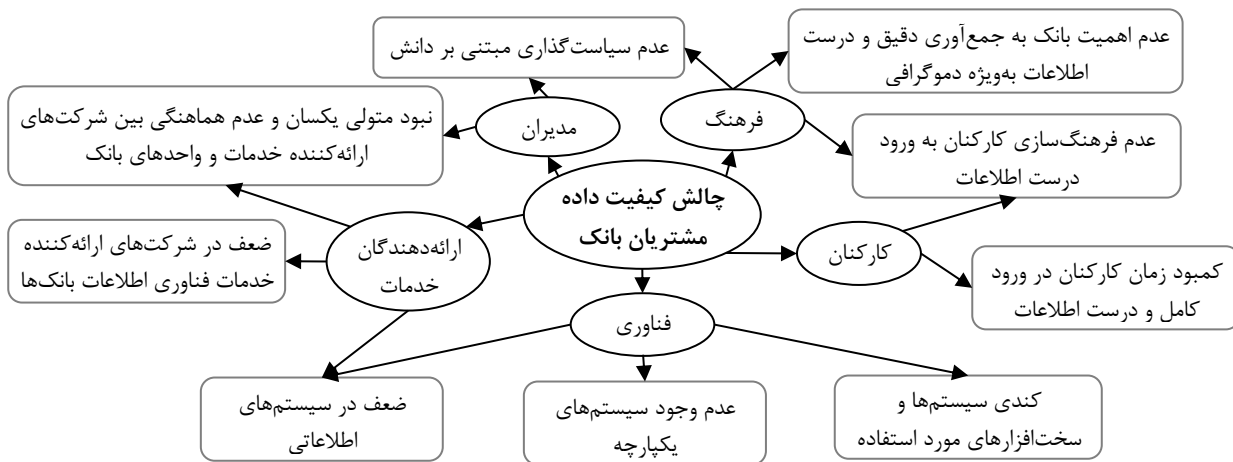 عدم اهمیت بانک به جمع‌آوری دقیق و درست
اطلاعات به‌ویژه دموگرافی
عدم سیاست‌گذاری مبتنی بر دانش
فرهنگ
مدیران
نبود متولی یکسان و عدم هماهنگی بین شرکت‌های
ارائه‌کننده خدمات و واحدهای بانک
عدم فرهنگ‌سازی کارکنان به ورود
درست اطلاعات
چالش کیفیت داده
مشتریان بانک
کارکنان
ارائه‌دهندگان
خدمات
ضعف در شرکت‌های ارائه‌کننده
خدمات فناوری اطلاعات بانک‌ها
کمبود زمان کارکنان در ورود
کامل و درست اطلاعات
فناوری
کندی سیستم‌ها و
سخت‌افزارهای مورد استفاده
عدم وجود سیستم‌های
یکپارچه
ضعف در سیستم‌های
اطلاعاتی